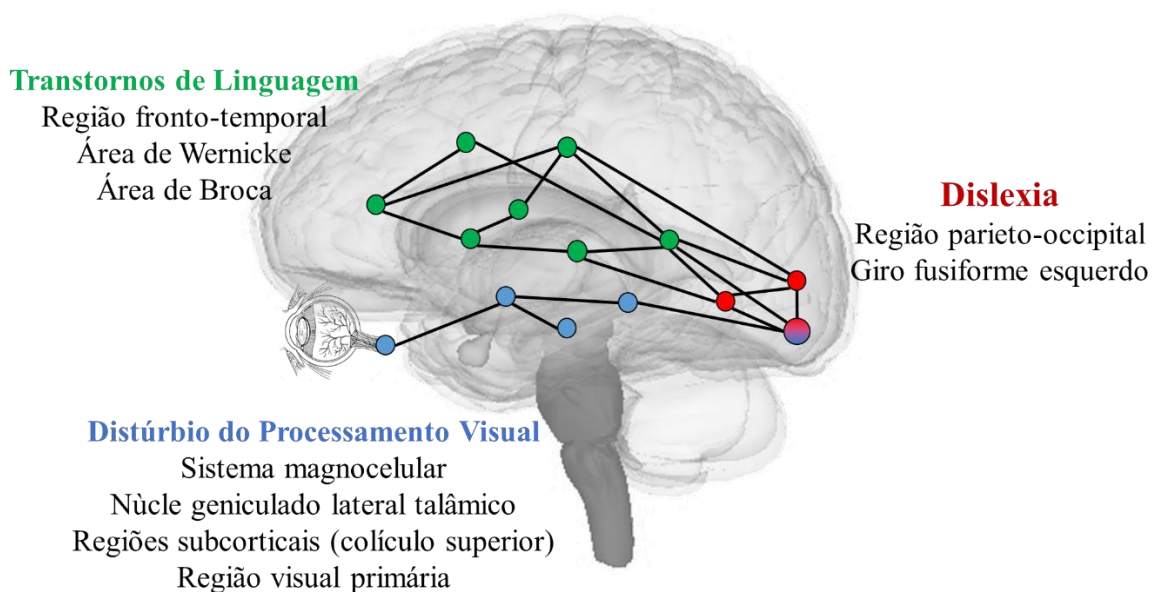 Transtornos de Linguagem
Região fronto-temporal
Área de Wernicke
Área de Broca
Dislexia
Região parieto-occipital
Giro fusiforme esquerdo
Distúrbio do Processamento Visual
Sistema magnocelular
Nùcle geniculado lateral talâmico
Regiões subcorticais (colículo superior)
Região visual primária